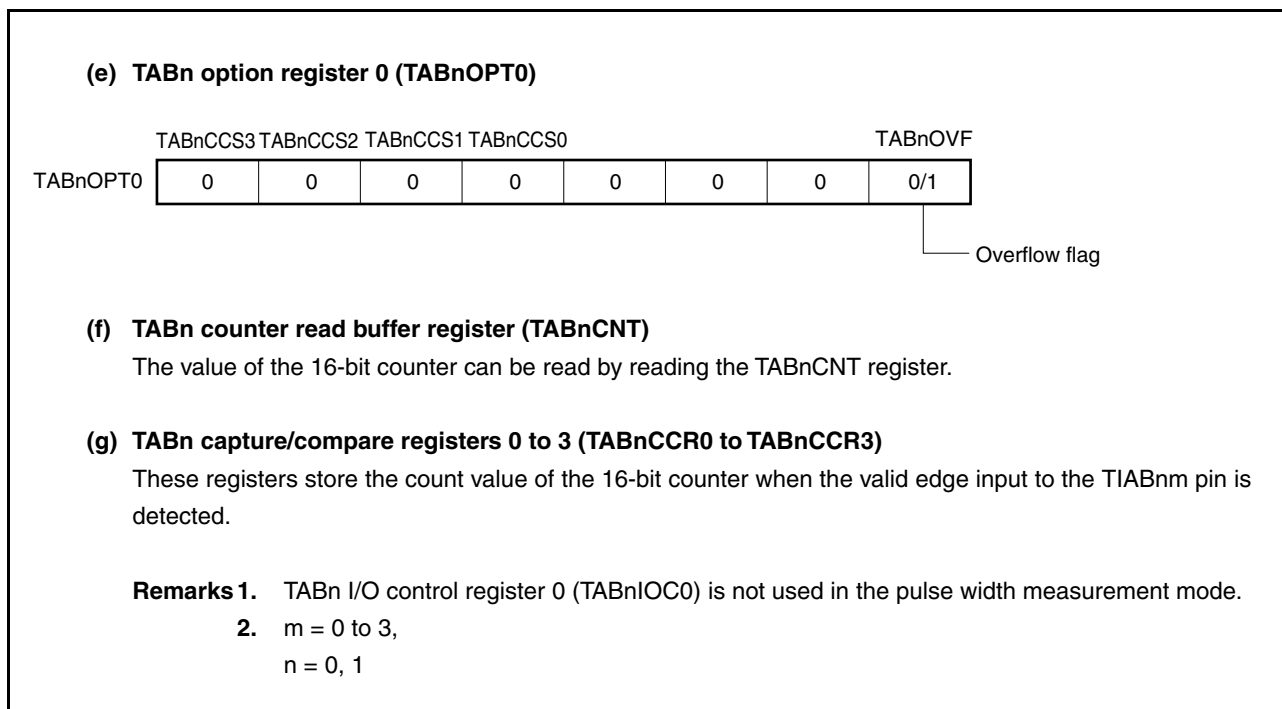 (e) TABn option register 0 (TABnOPT0)
TABnCCS3 TABnCCS2 TABnCCS1 TABnCCS0 TABnOVF
TABnOPT0 0 0 0 0 0 0 0 0/1
Overflow flag
(f) TABn counter read buffer register (TABnCNT)
The value of the 16-bit counter can be read by reading the TABnCNT register.
(g) TABn capture/compare registers 0 to 3 (TABnCCR0 to TABnCCR3)
These registers store the count value of the 16-bit counter when the valid edge input to the TIABnm pin is
detected.
Remarks 1. TABn I/O control register 0 (TABnIOC0) is not used in the pulse width measurement mode.
2. m = 0 to 3,
n = 0, 1